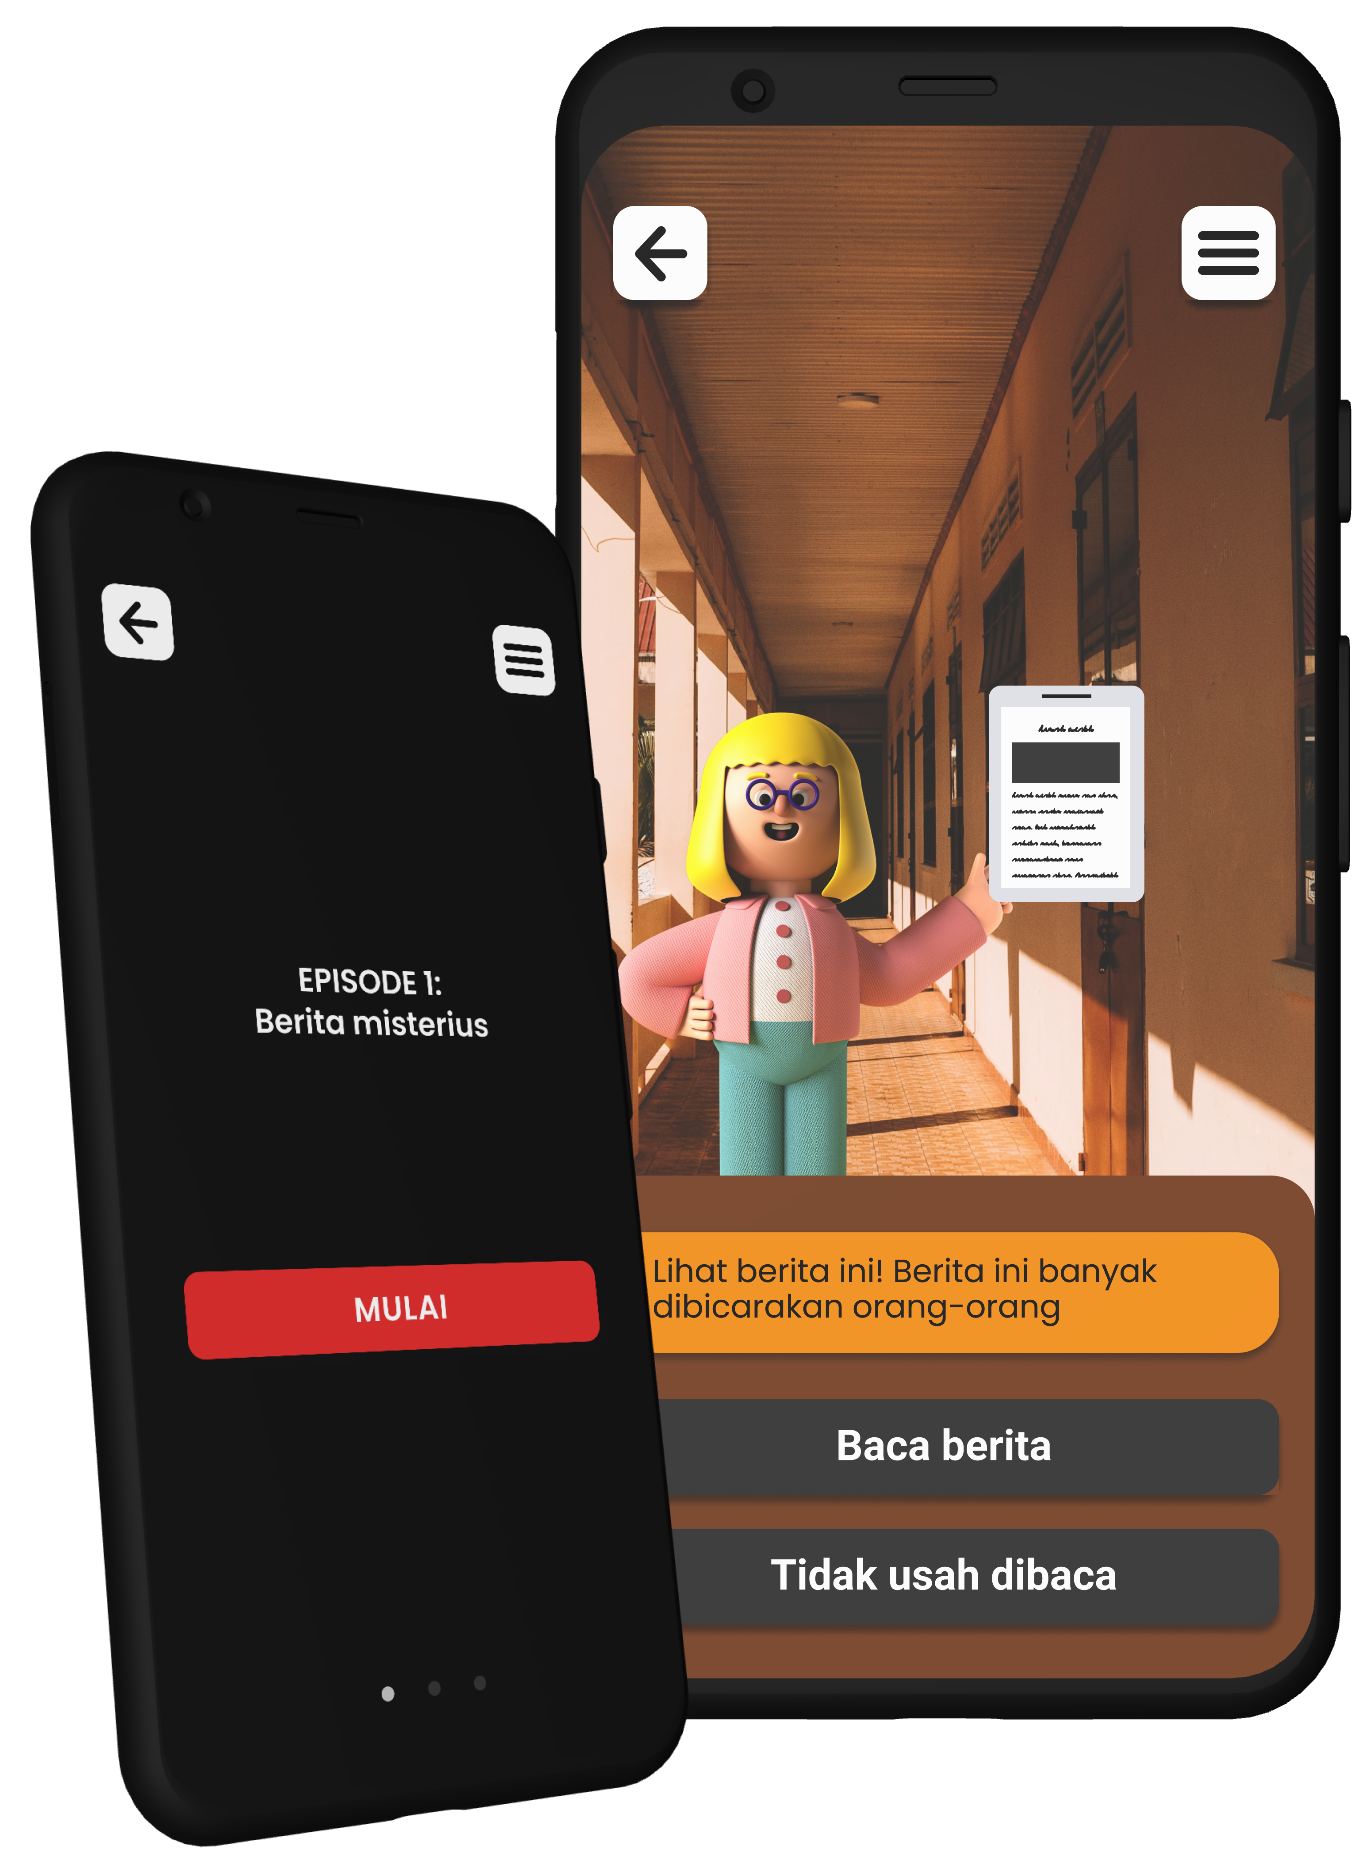 EPISODE 1:
Berita misterius
MULAI
Lihat berita ini! Berita ini banyak
dibicarakan orang-orang
Baca berita
Tidak usah dibaca